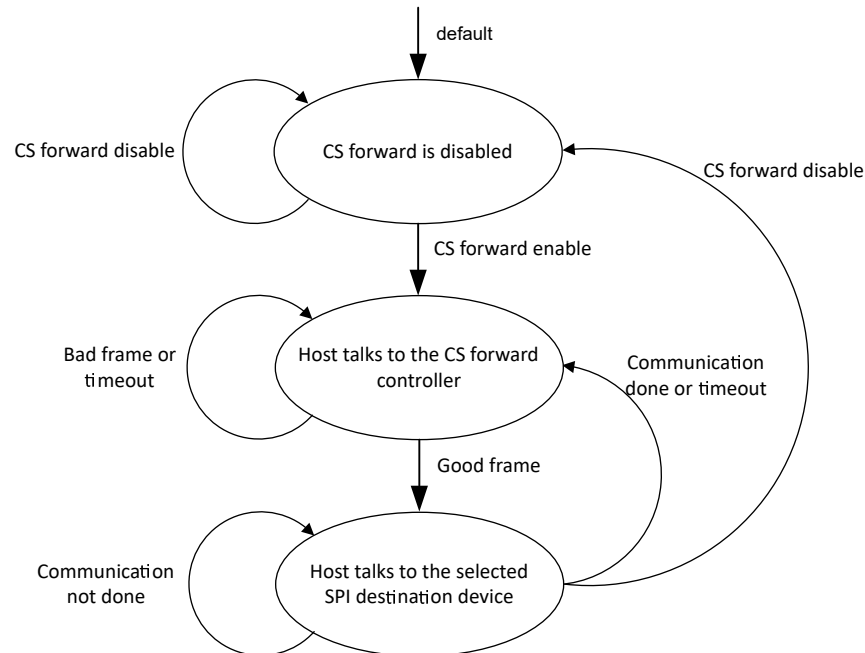 default
CS forward disable
CS forward is disabled
CS forward disable
CS forward enable
Bad frame or
timeout
Host talks to the CS forward
controller
Communication
done or timeout
Good frame
Communication
not done
Host talks to the selected
SPI destination device